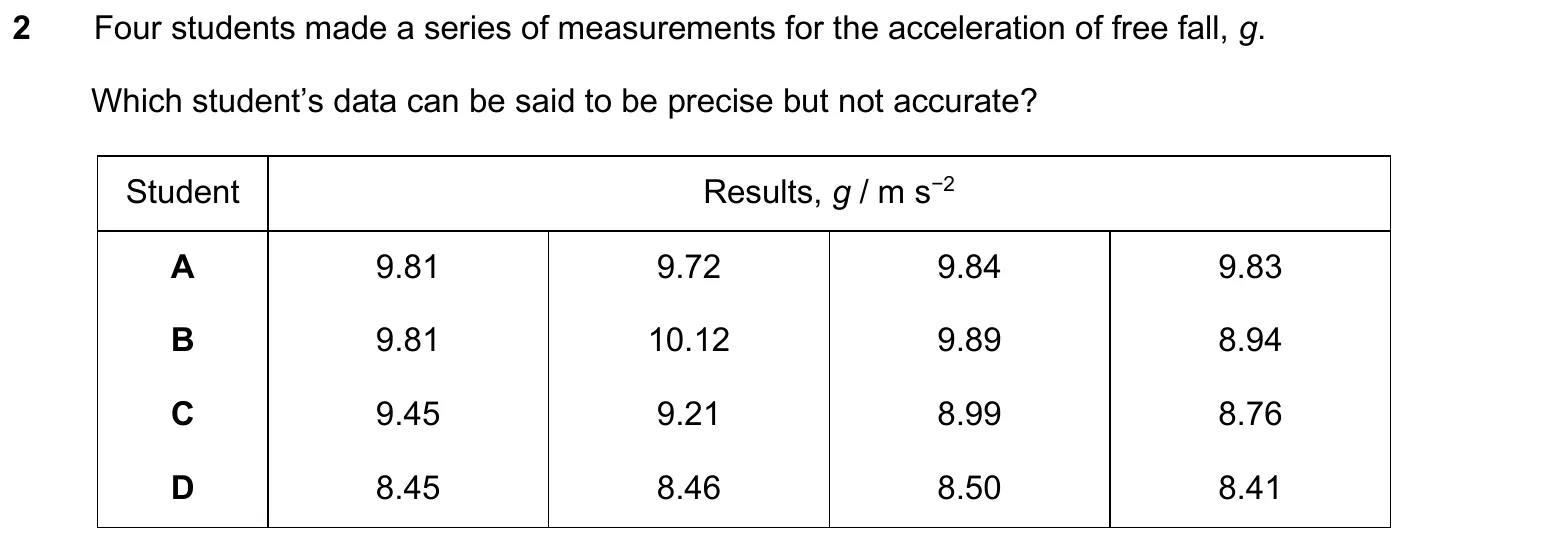 2 Four students made a series of measurements for the acceleration of free fall, g.
Which student's data can be said to be precise but not accurate?
Student Results, g / m s⁻²
A 9.81 9.72 9.84 9.83
B 9.81 10.12 9.89 8.94
C 9.45 9.21 8.99 8.76
D 8.45 8.46 8.50 8.41